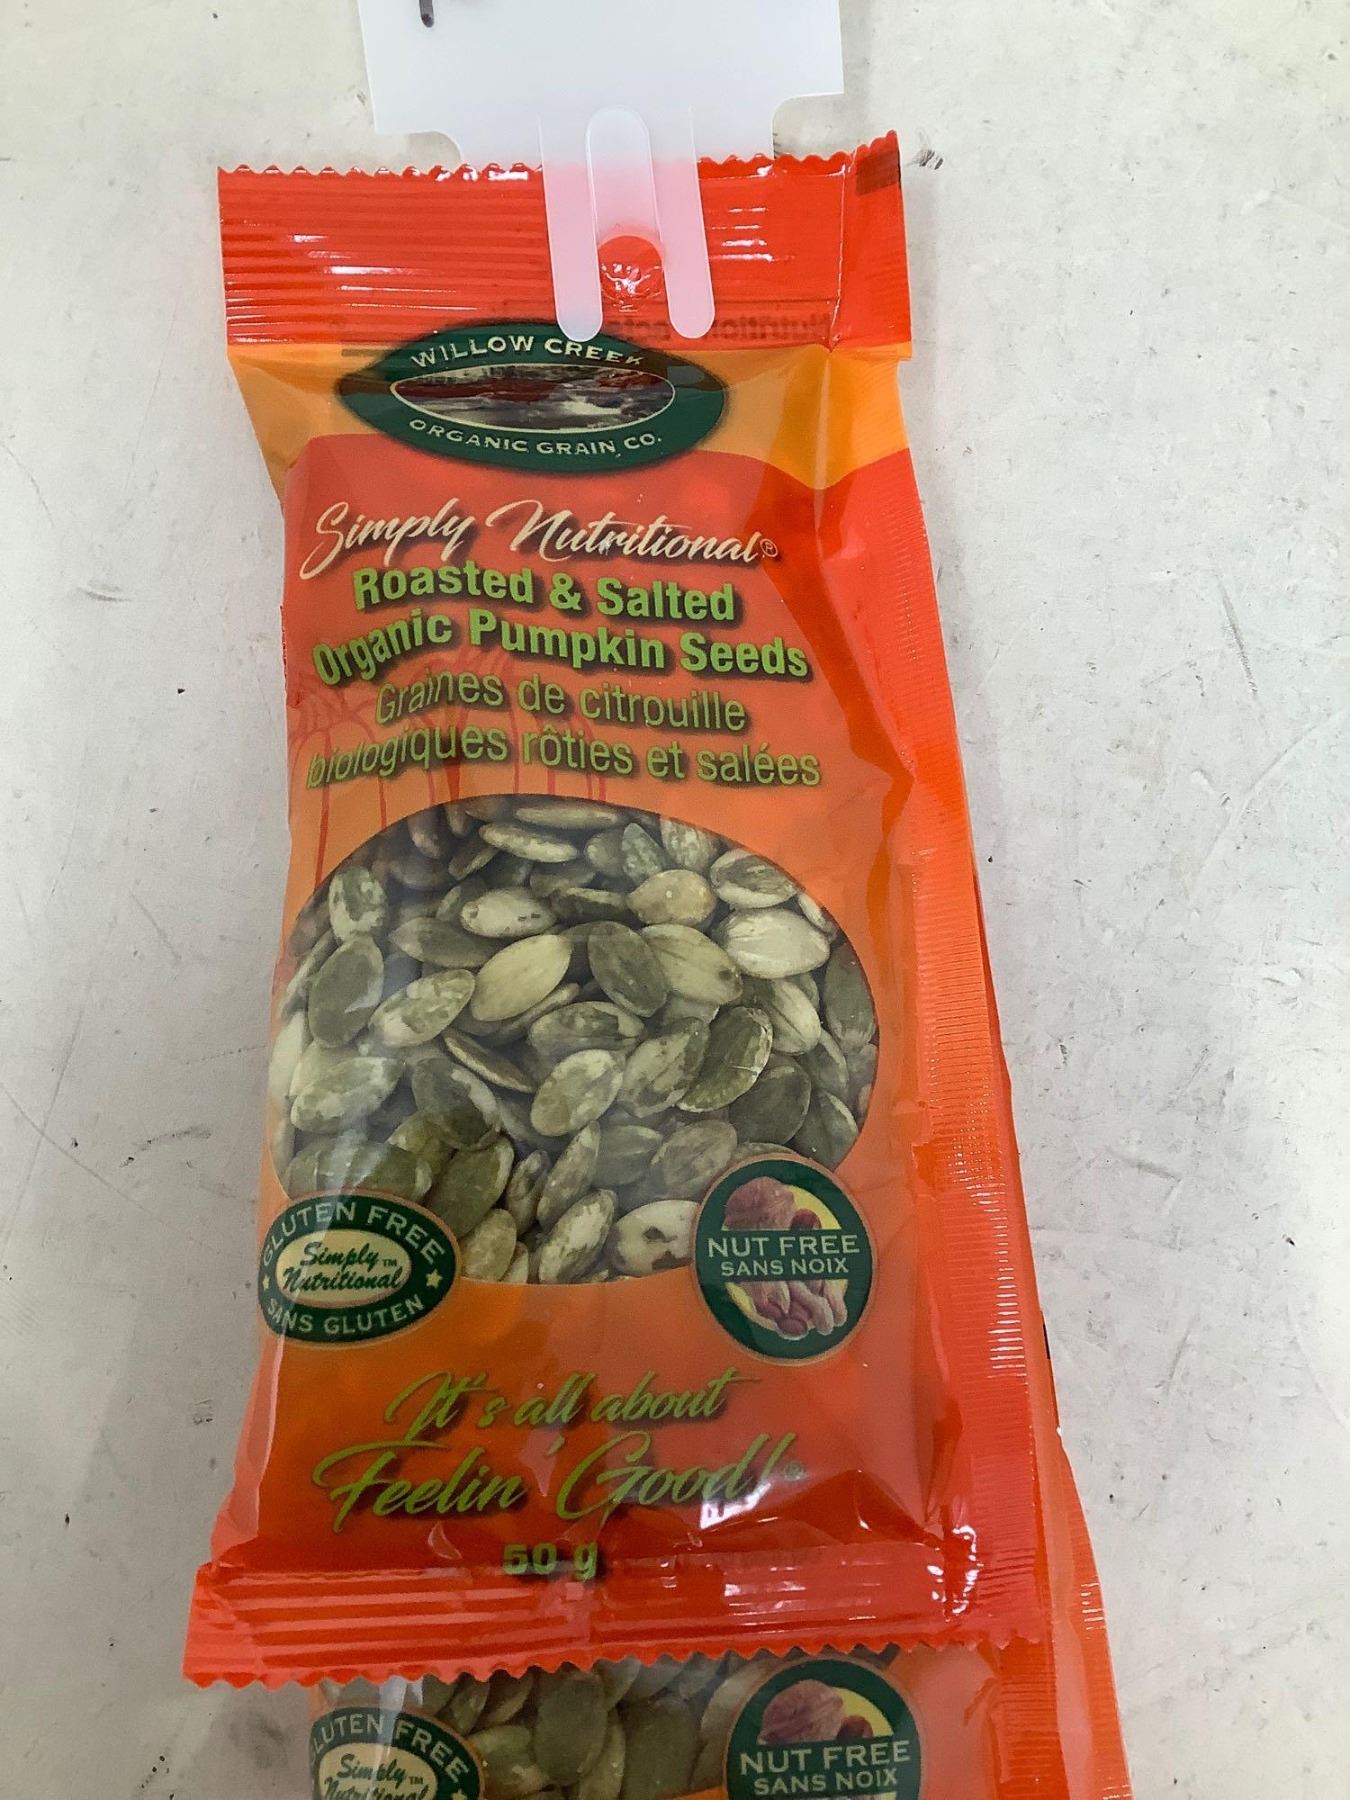 WILLOW CREEK
ORGANIC GRAIN CO.
Simply Nutritional®
Roasted & Salted
Organic Pumpkin Seeds
Graines de citrouille
biologiques rôties et salées
GLUTEN FREE
Simply
Nutritional™
SANS GLUTEN
NUT FREE
SANS NOIX
It's all about
Feelin' Good!®
50 g
GLUTEN FREE
Simply™
Nutritional
NUT FREE
SANS NOIX